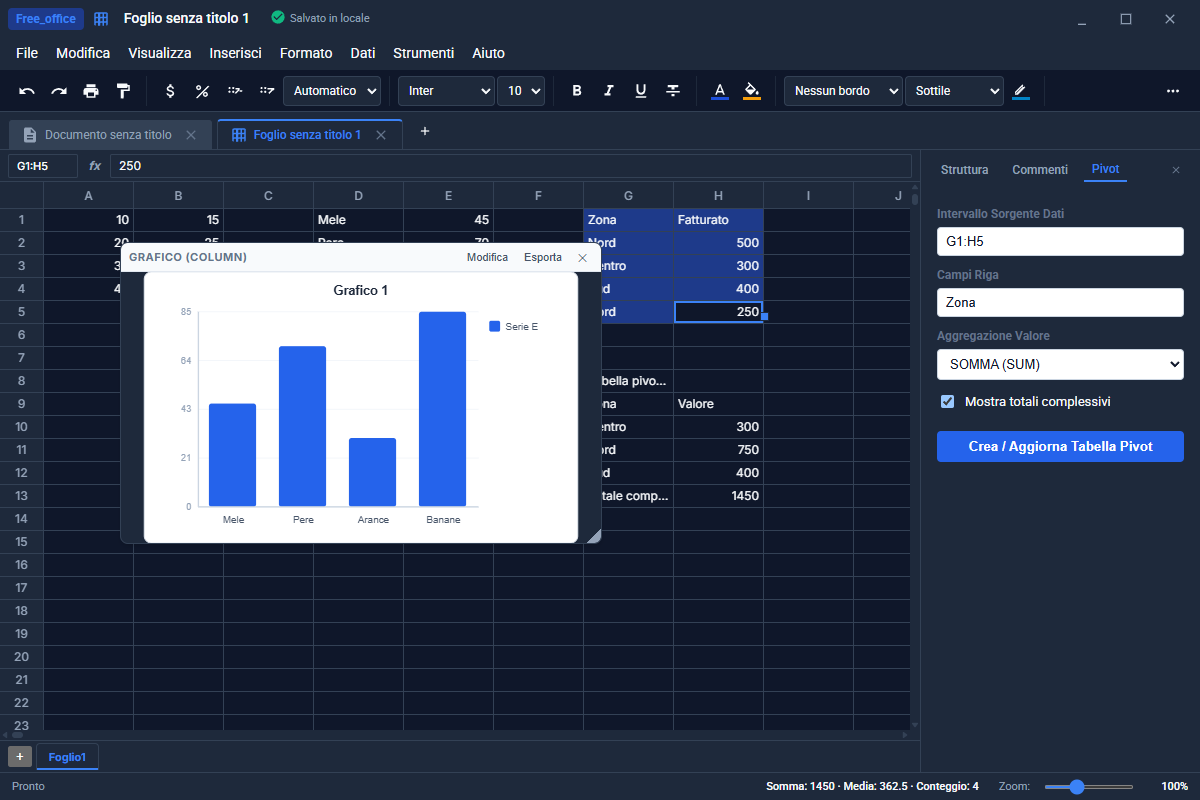 Free_office Foglio senza titolo 1 Salvato in locale
File Modifica Visualizza Inserisci Formato Dati Strumenti Aiuto
$ % Automatico Inter 10 B I U S A Nessun bordo Sottile
Documento senza titolo Foglio senza titolo 1 +
G1:H5 fx 250
Struttura Commenti Pivot
A B C D E F G H I J
1 10 15 Mele 45 Zona Fatturato
2 500
3 300
4 400
5 250
6
7
8
9 Valore
10 300
11 750
12 400
13 1450
14
15
16
17
18
19
20
21
22
23
GRAFICO (COLUMN) Modifica Esporta
Grafico 1
85
64
43
21
0
Mele Pere Arance Banane
Serie E
Intervallo Sorgente Dati
G1:H5
Campi Riga
Zona
Aggregazione Valore
SOMMA (SUM)
Mostra totali complessivi
Crea / Aggiorna Tabella Pivot
+ Foglio1
Pronto Somma: 1450 · Media: 362.5 · Conteggio: 4 Zoom: 100%